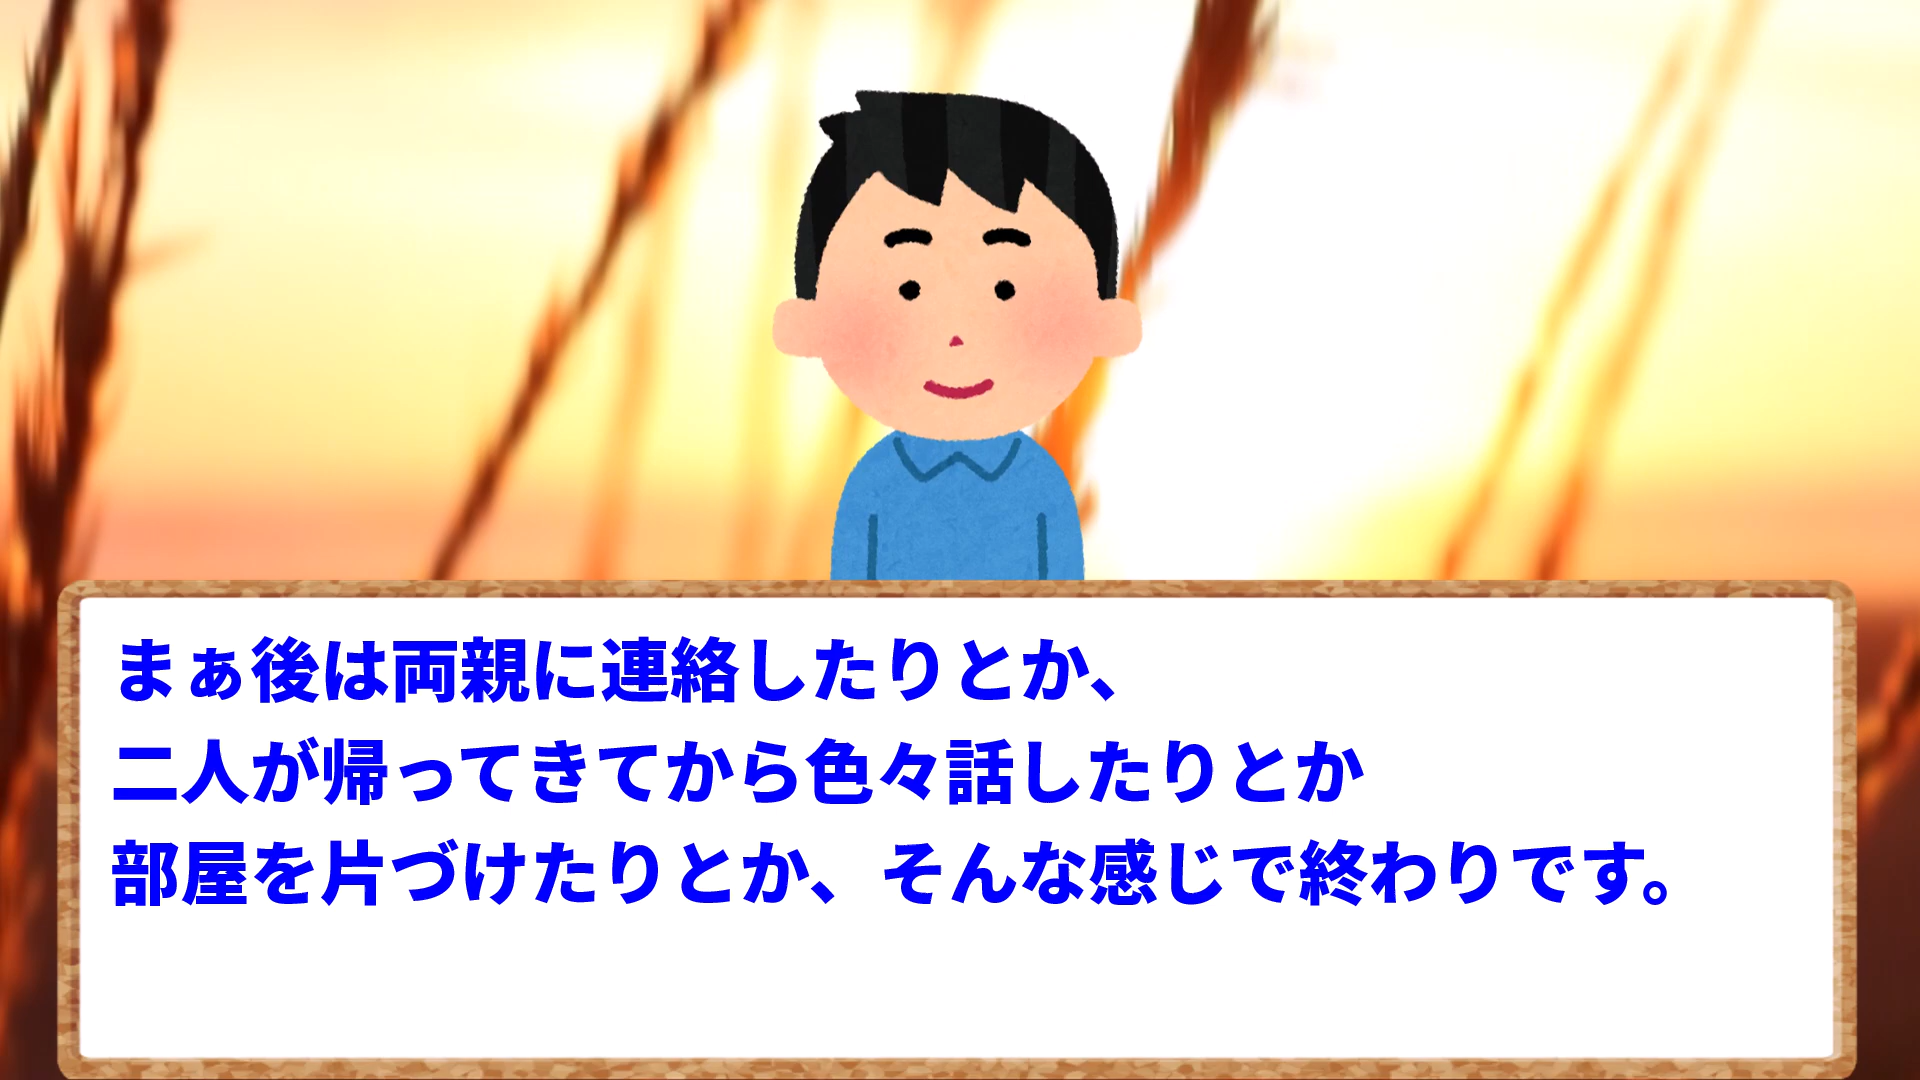 まぁ後は両親に連絡したりとか、
二人が帰ってきてから色々話したりとか
部屋を片づけたりとか、そんな感じで終わりです。